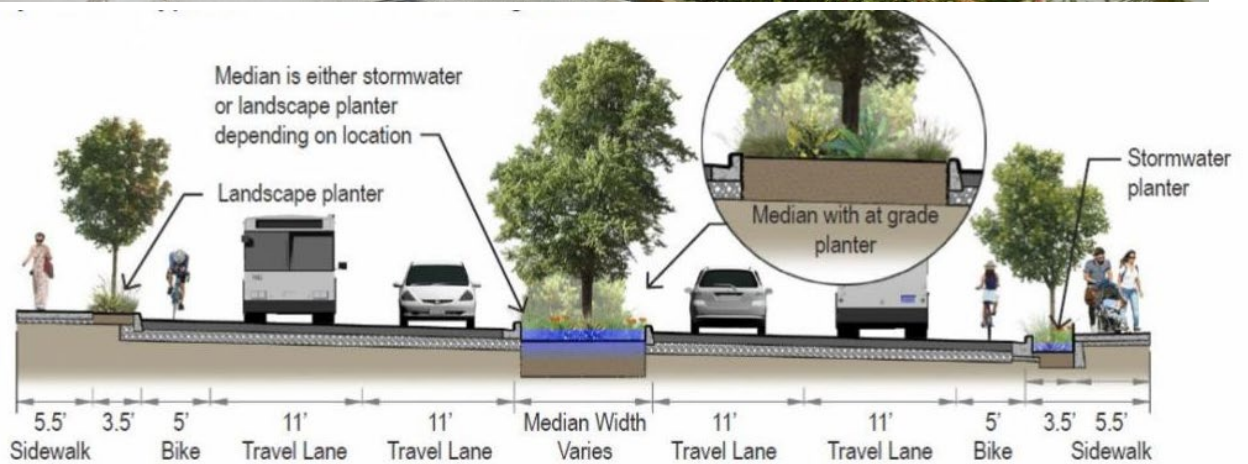 Median is either stormwater
or landscape planter
depending on location
Landscape planter
Median with at grade
planter
Stormwater
planter
5.5' 3.5' 5' 11' 11' Median Width 11' 11' 5' 3.5' 5.5'
Sidewalk Bike Travel Lane Travel Lane Varies Travel Lane Travel Lane Bike Sidewalk